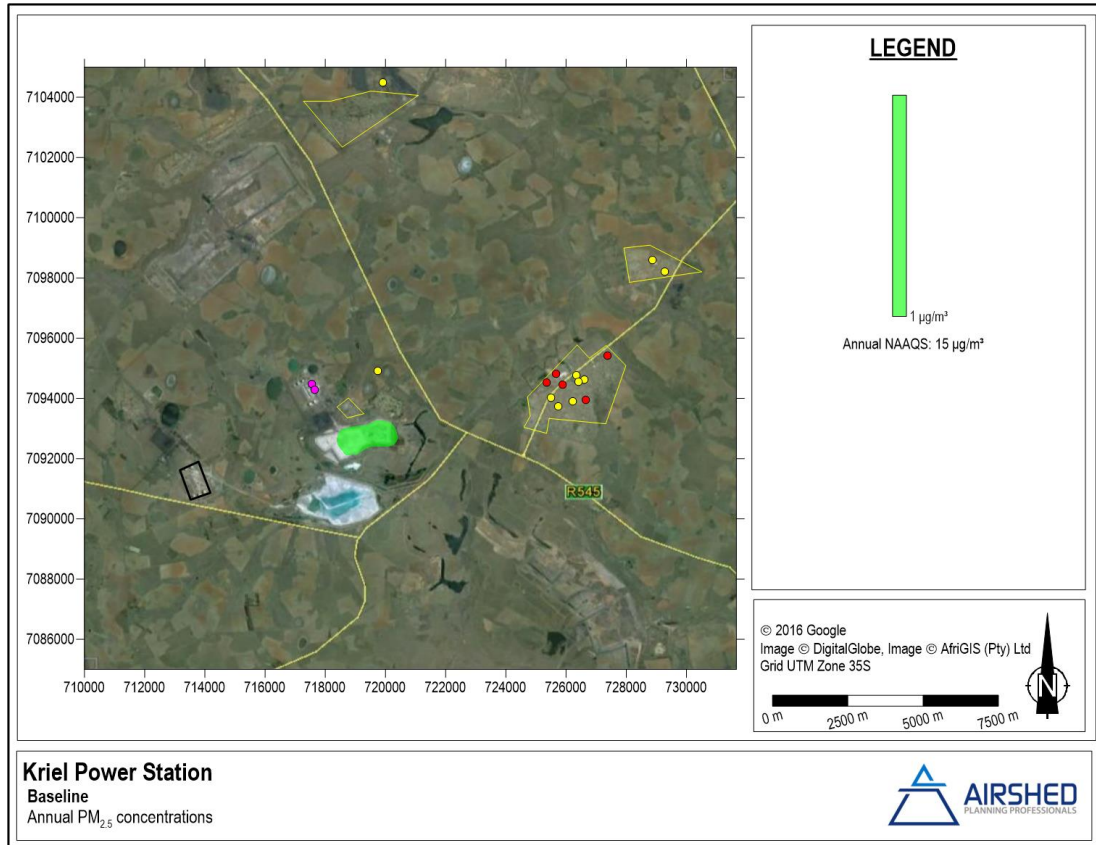 LEGEND
1 µg/m³
Annual NAAQS: 15 µg/m³
7104000
7102000
7100000
7098000
7096000
7094000
7092000
7090000
7088000
7086000
R545
710000 712000 714000 716000 718000 720000 722000 724000 726000 728000 730000
© 2016 Google
Image © DigitalGlobe, Image © AfriGIS (Pty) Ltd
Grid UTM Zone 35S
N
0 m 2500 m 5000 m 7500 m
Kriel Power Station
Baseline
Annual PM₂.₅ concentrations
AIRSHED
PLANNING PROFESSIONALS